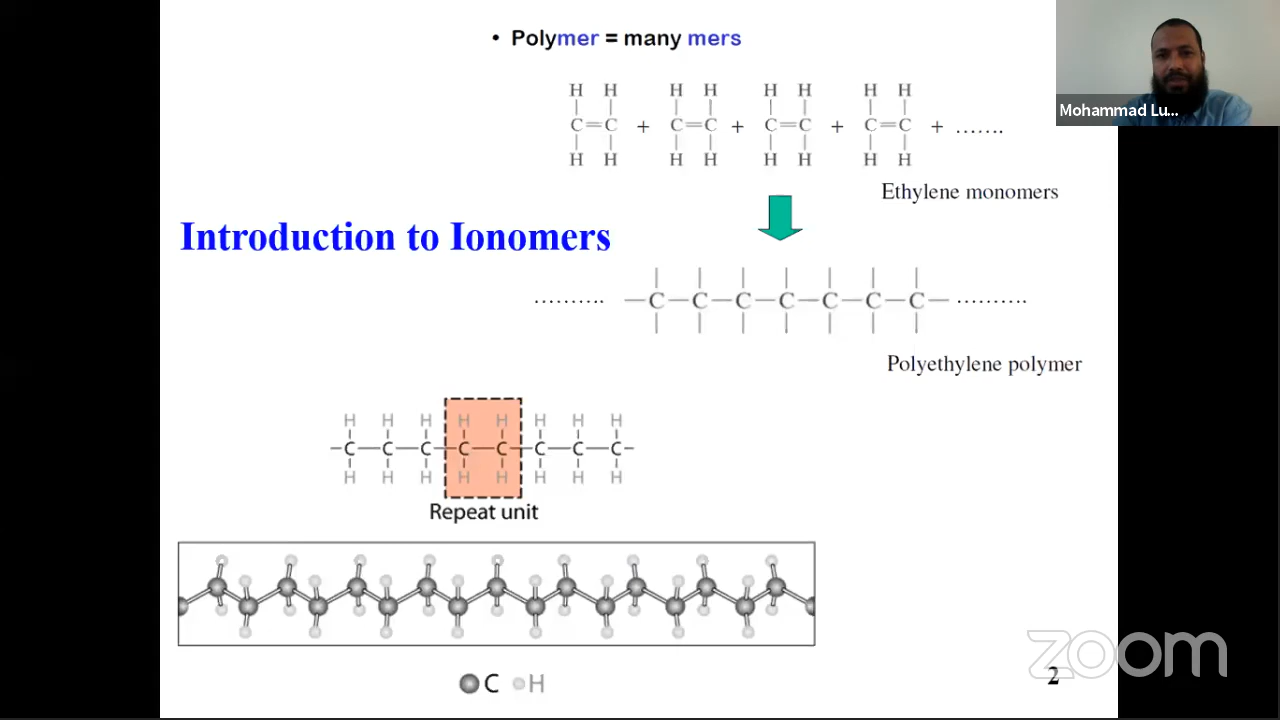 • Polymer = many mers
H H H H H H H H
C=C + C=C + C=C + C=C + .......
H H H H H H H H
Ethylene monomers
Introduction to Ionomers
.......... —C—C—C—C—C—C—C— ..........
Polyethylene polymer
H H H H H H H H
—C—C—C—C—C—C—C—C—
H H H H H H H H
Repeat unit
C H
2
Mohammad Lu...
zoom